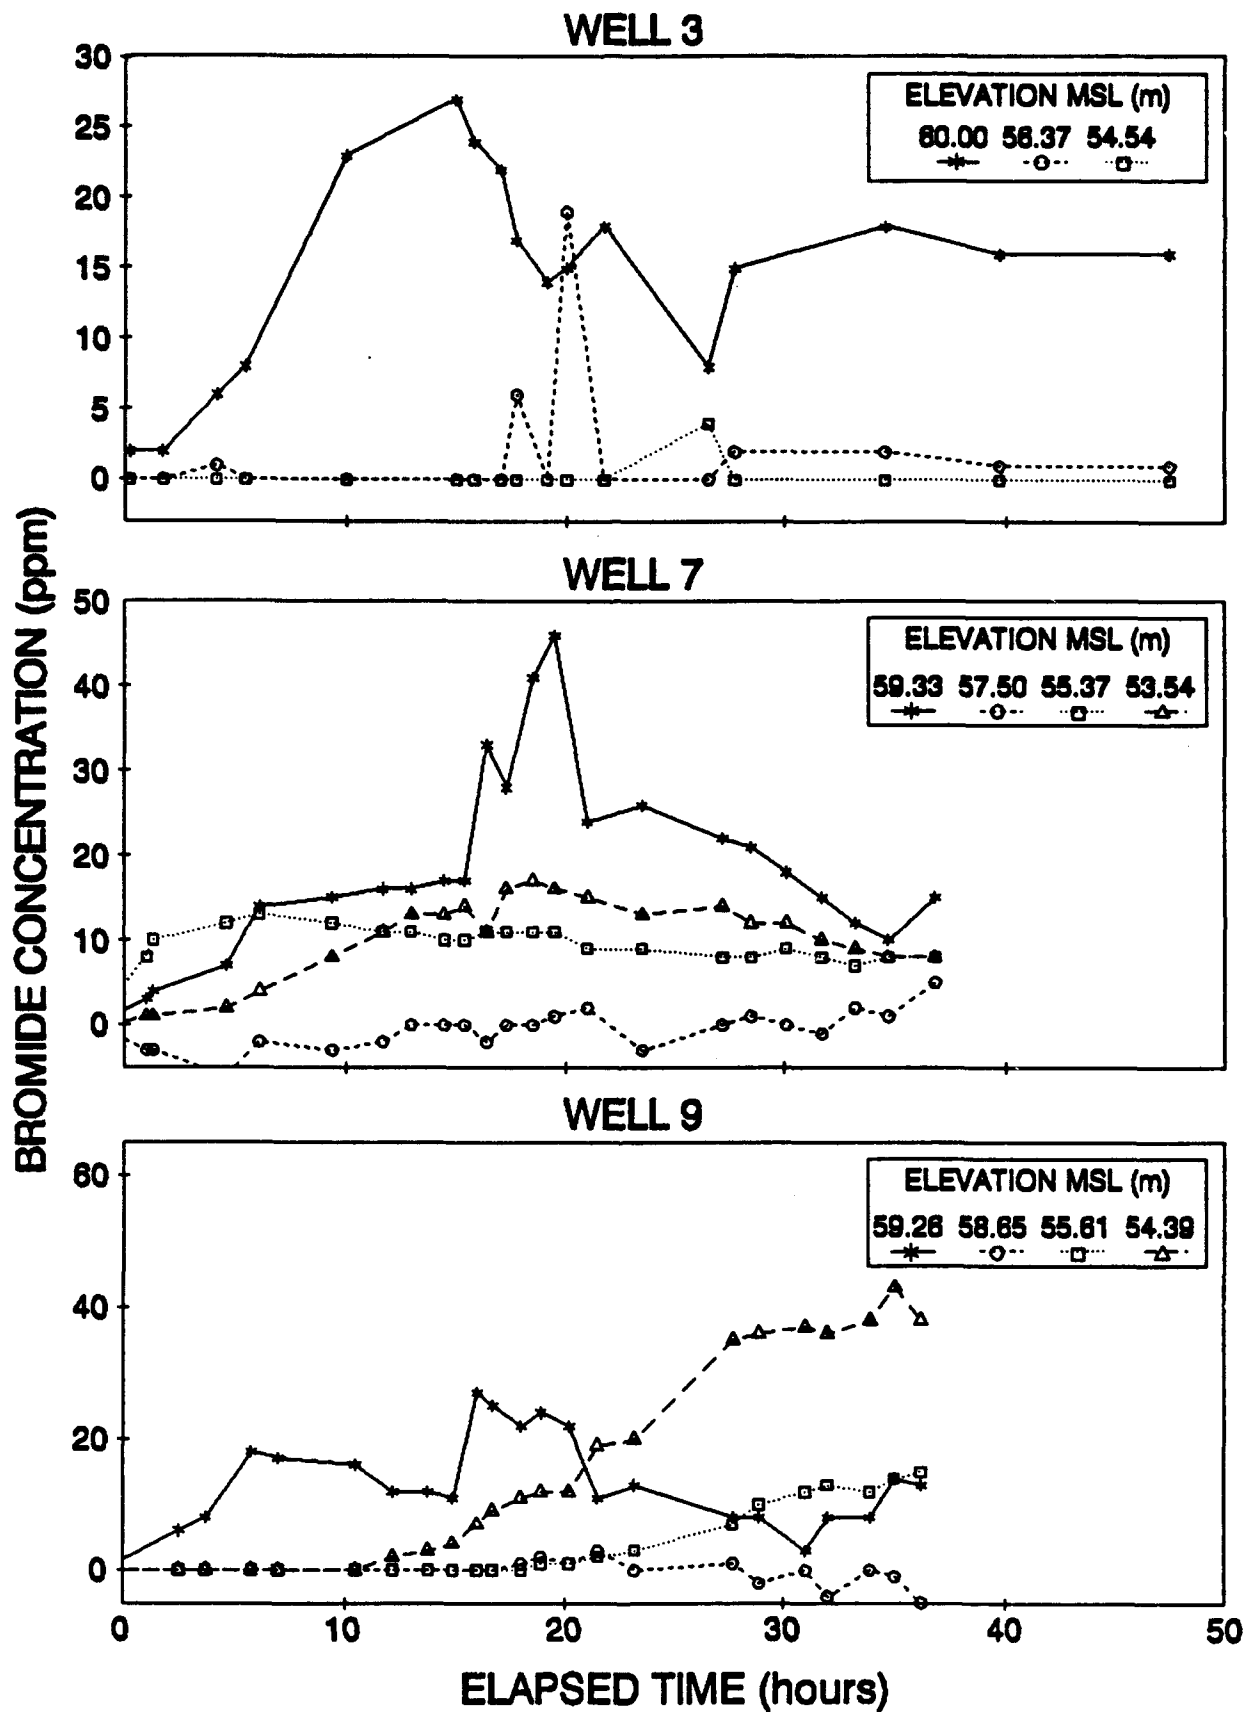 WELL 3
30
25
20
15
10
5
0
ELEVATION MSL (m)
60.00 56.37 54.54
BROMIDE CONCENTRATION (ppm)
WELL 7
50
40
30
20
10
0
ELEVATION MSL (m)
59.33 57.50 55.37 53.54
WELL 9
60
40
20
0
ELEVATION MSL (m)
59.26 58.65 55.61 54.39
0 10 20 30 40 50
ELAPSED TIME (hours)